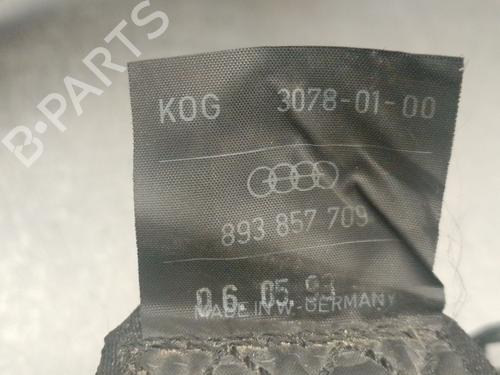 B-PARTS
KOG 3078-01-00
893 857 709
06. 05. 93
MADE IN W-GERMANY